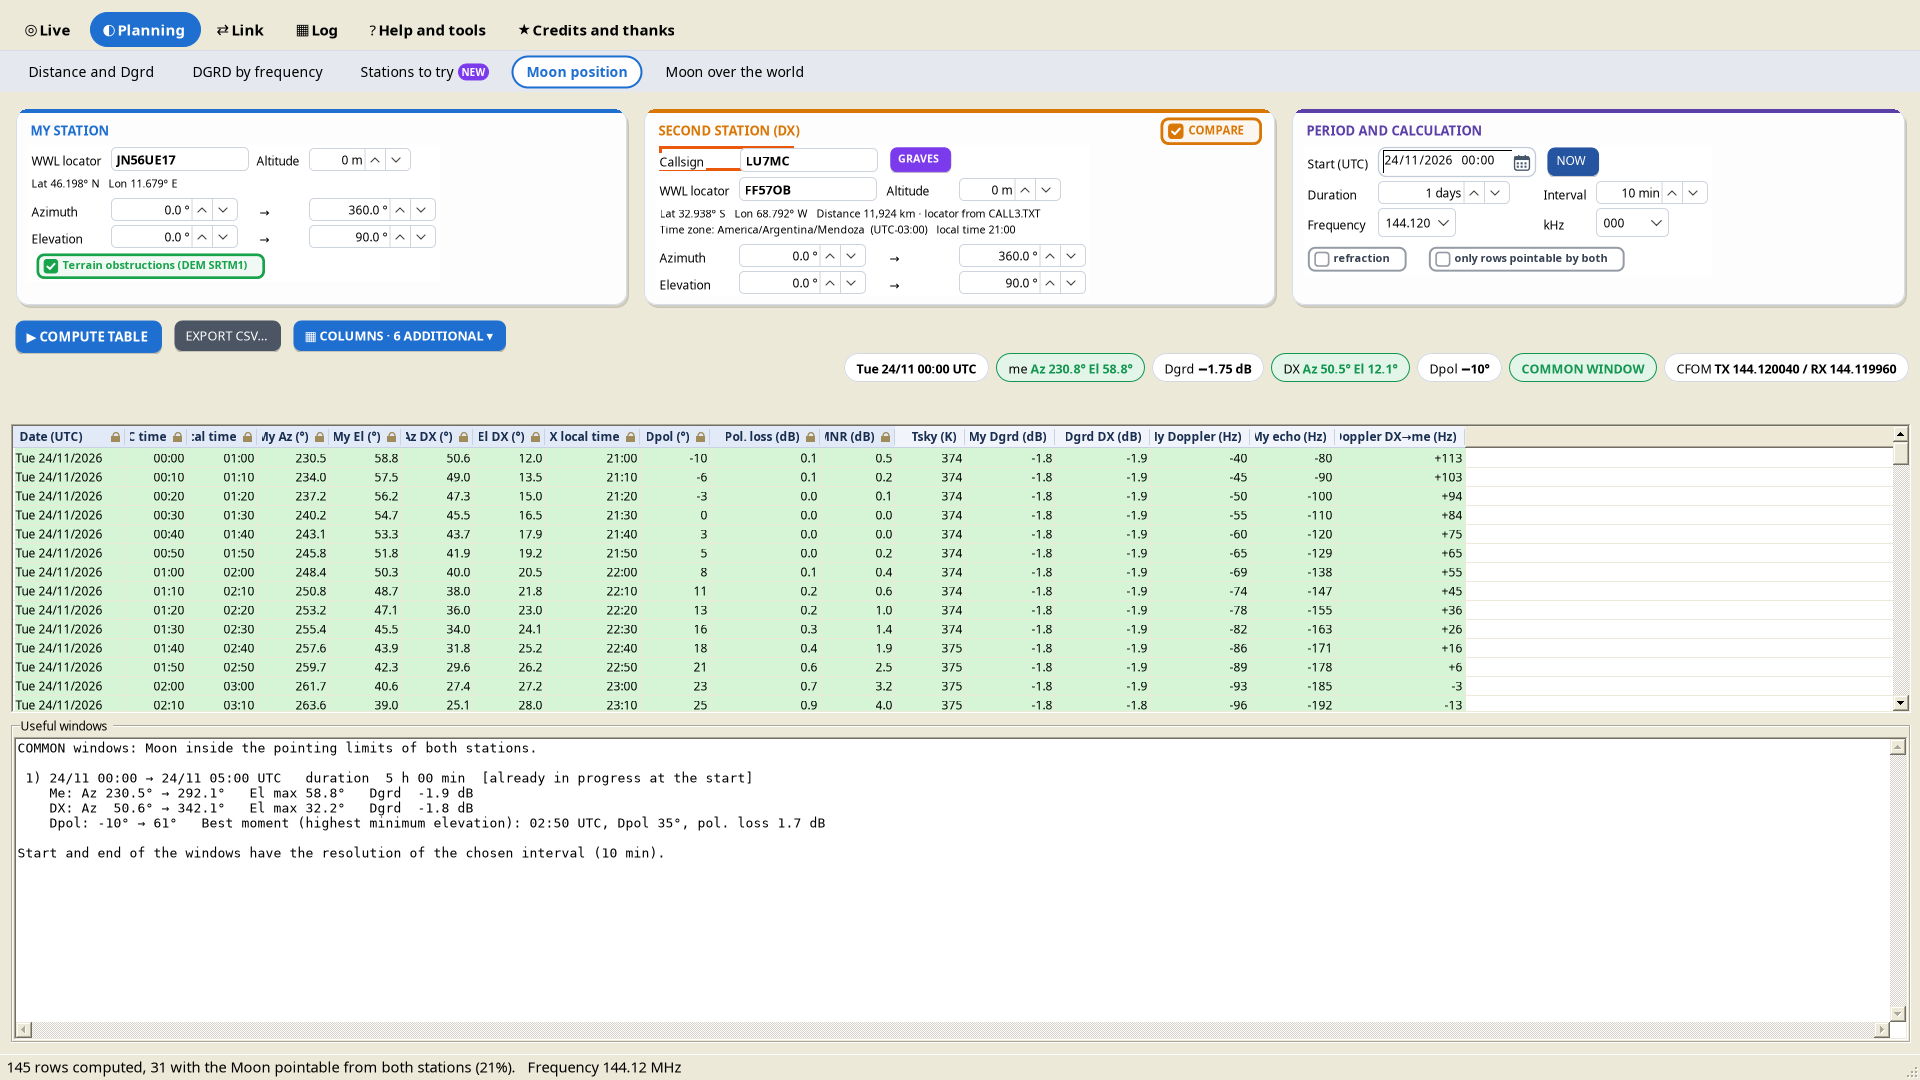 ◎ Live ◐ Planning ⇄ Link ▦ Log ? Help and tools ★ Credits and thanks
Distance and Dgrd DGRD by frequency Stations to try NEW Moon position Moon over the world
MY STATION
WWL locator JN56UE17 Altitude 0 m
Lat 46.198° N Lon 11.679° E
Azimuth 0.0 ° → 360.0 °
Elevation 0.0 ° → 90.0 °
Terrain obstructions (DEM SRTM1)
SECOND STATION (DX) COMPARE
Callsign LU7MC GRAVES
WWL locator FF57OB Altitude 0 m
Lat 32.938° S Lon 68.792° W Distance 11,924 km · locator from CALL3.TXT
Time zone: America/Argentina/Mendoza (UTC-03:00) local time 21:00
Azimuth 0.0 ° → 360.0 °
Elevation 0.0 ° → 90.0 °
PERIOD AND CALCULATION
Start (UTC) 24/11/2026 00:00 NOW
Duration 1 days Interval 10 min
Frequency 144.120 kHz 000
refraction only rows pointable by both
▶ COMPUTE TABLE EXPORT CSV... ▦ COLUMNS · 6 ADDITIONAL ▾
Tue 24/11 00:00 UTC me Az 230.8° El 58.8° Dgrd −1.75 dB DX Az 50.5° El 12.1° Dpol −10° COMMON WINDOW CFOM TX 144.120040 / RX 144.119960
Date (UTC) C time cal time My Az (°) My El (°) Az DX (°) El DX (°) X local time Dpol (°) Pol. loss (dB) MNR (dB) Tsky (K) My Dgrd (dB) Dgrd DX (dB) ly Doppler (Hz) My echo (Hz) Doppler DX→me (Hz)
Tue 24/11/2026 00:00 01:00 230.5 58.8 50.6 12.0 21:00 -10 0.1 0.5 374 -1.8 -1.9 -40 -80 +113
Tue 24/11/2026 00:10 01:10 234.0 57.5 49.0 13.5 21:10 -6 0.1 0.2 374 -1.8 -1.9 -45 -90 +103
Tue 24/11/2026 00:20 01:20 237.2 56.2 47.3 15.0 21:20 -3 0.0 0.1 374 -1.8 -1.9 -50 -100 +94
Tue 24/11/2026 00:30 01:30 240.2 54.7 45.5 16.5 21:30 0 0.0 0.0 374 -1.8 -1.9 -55 -110 +84
Tue 24/11/2026 00:40 01:40 243.1 53.3 43.7 17.9 21:40 3 0.0 0.0 374 -1.8 -1.9 -60 -120 +75
Tue 24/11/2026 00:50 01:50 245.8 51.8 41.9 19.2 21:50 5 0.0 0.2 374 -1.8 -1.9 -65 -129 +65
Tue 24/11/2026 01:00 02:00 248.4 50.3 40.0 20.5 22:00 8 0.1 0.4 374 -1.8 -1.9 -69 -138 +55
Tue 24/11/2026 01:10 02:10 250.8 48.7 38.0 21.8 22:10 11 0.2 0.6 374 -1.8 -1.9 -74 -147 +45
Tue 24/11/2026 01:20 02:20 253.2 47.1 36.0 23.0 22:20 13 0.2 1.0 374 -1.8 -1.9 -78 -155 +36
Tue 24/11/2026 01:30 02:30 255.4 45.5 34.0 24.1 22:30 16 0.3 1.4 374 -1.8 -1.9 -82 -163 +26
Tue 24/11/2026 01:40 02:40 257.6 43.9 31.8 25.2 22:40 18 0.4 1.9 375 -1.8 -1.9 -86 -171 +16
Tue 24/11/2026 01:50 02:50 259.7 42.3 29.6 26.2 22:50 21 0.6 2.5 375 -1.8 -1.9 -89 -178 +6
Tue 24/11/2026 02:00 03:00 261.7 40.6 27.4 27.2 23:00 23 0.7 3.2 375 -1.8 -1.9 -93 -185 -3
Tue 24/11/2026 02:10 03:10 263.6 39.0 25.1 28.0 23:10 25 0.9 4.0 375 -1.8 -1.8 -96 -192 -13
Useful windows
COMMON windows: Moon inside the pointing limits of both stations.
1) 24/11 00:00 → 24/11 05:00 UTC duration 5 h 00 min [already in progress at the start]
Me: Az 230.5° → 292.1° El max 58.8° Dgrd -1.9 dB
DX: Az 50.6° → 342.1° El max 32.2° Dgrd -1.8 dB
Dpol: -10° → 61° Best moment (highest minimum elevation): 02:50 UTC, Dpol 35°, pol. loss 1.7 dB
Start and end of the windows have the resolution of the chosen interval (10 min).
145 rows computed, 31 with the Moon pointable from both stations (21%). Frequency 144.12 MHz